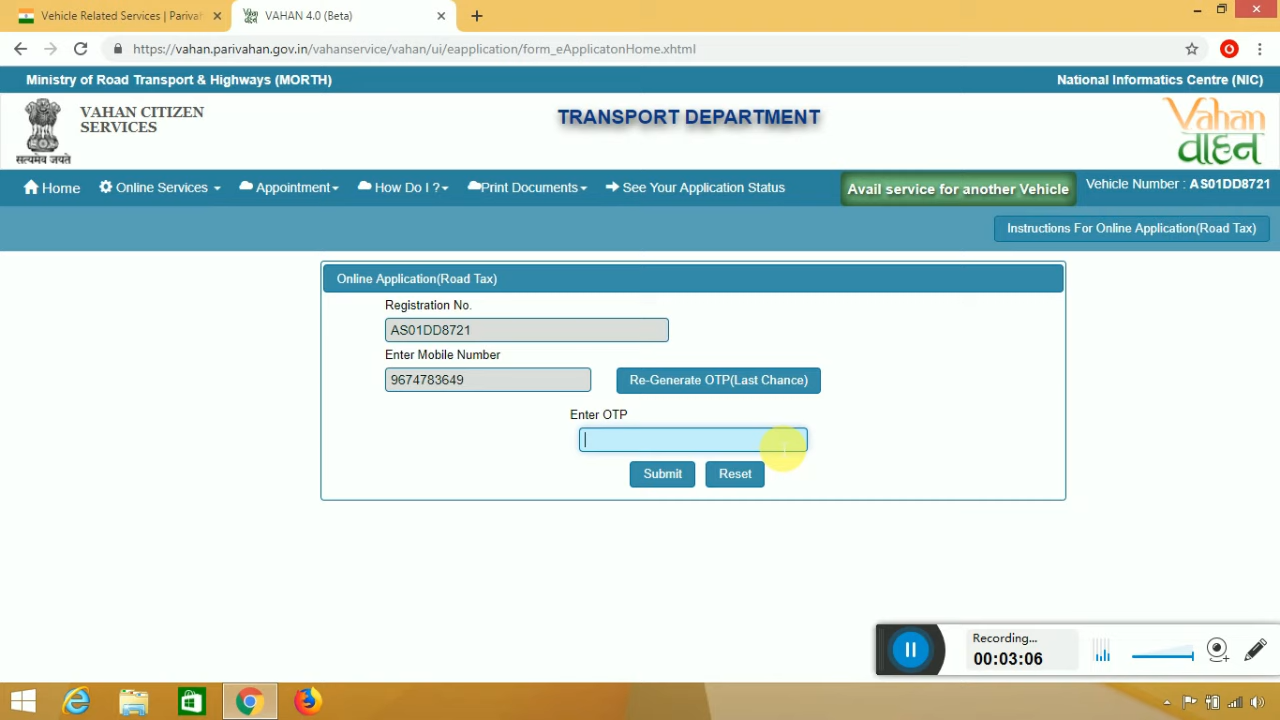 Vehicle Related Services | Pariva
VAHAN 4.0 (Beta)
https://vahan.parivahan.gov.in/vahanservice/vahan/ui/eapplication/form_eApplicatonHome.xhtml
Ministry of Road Transport & Highways (MORTH)
National Informatics Centre (NIC)
VAHAN CITIZEN
SERVICES
सत्यमेव जयते
TRANSPORT DEPARTMENT
Vahan
वाहन
Home
Online Services
Appointment
How Do I ?
Print Documents
See Your Application Status
Avail service for another Vehicle
Vehicle Number : AS01DD8721
Instructions For Online Application(Road Tax)
Online Application(Road Tax)
Registration No.
AS01DD8721
Enter Mobile Number
9674783649
Re-Generate OTP(Last Chance)
Enter OTP
Submit
Reset
Recording...
00:03:06